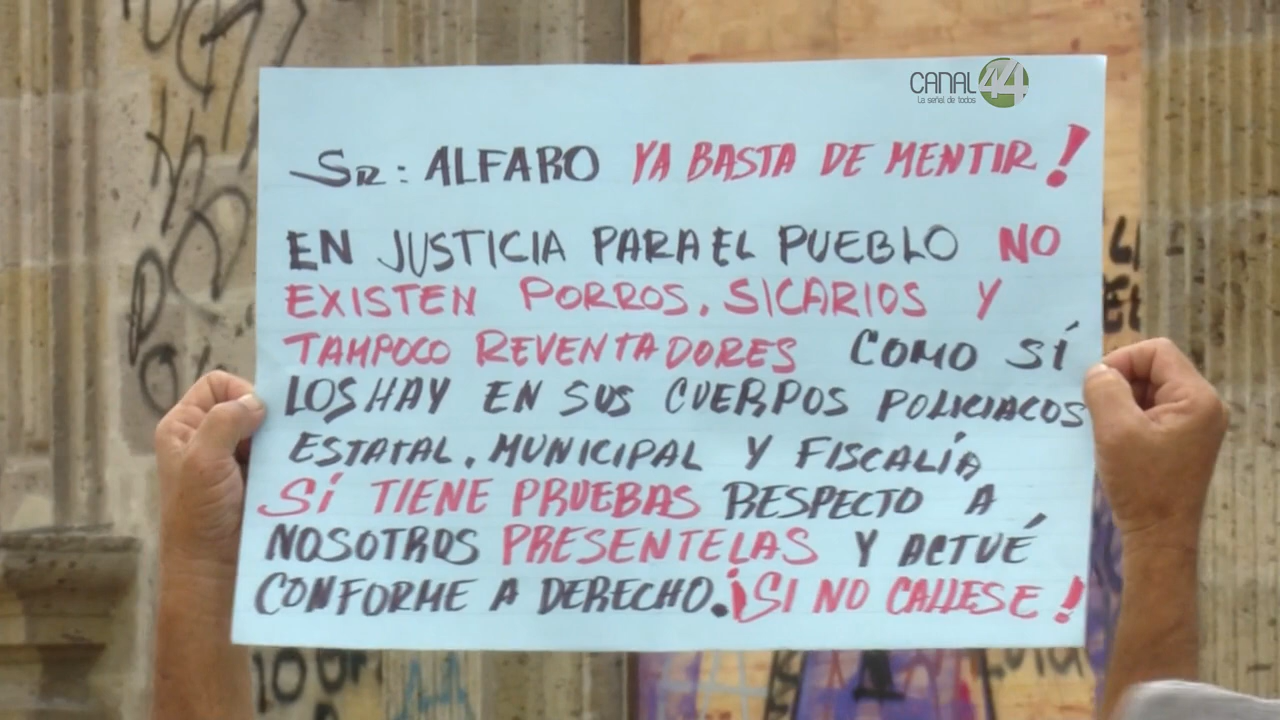 CANAL 44
La señal de todos
Sr: ALFARO YA BASTA DE MENTIR!
EN JUSTICIA PARA EL PUEBLO NO
EXISTEN PORROS, SICARIOS Y
TAMPOCO REVENTADORES COMO SÍ
LOS HAY EN SUS CUERPOS POLICIACOS
ESTATAL, MUNICIPAL Y FISCALÍA
SÍ TIENE PRUEBAS RESPECTO A
NOSOTROS PRESENTELAS Y ACTUÉ
CONFORME A DERECHO. ¡SI NO CALLESE!